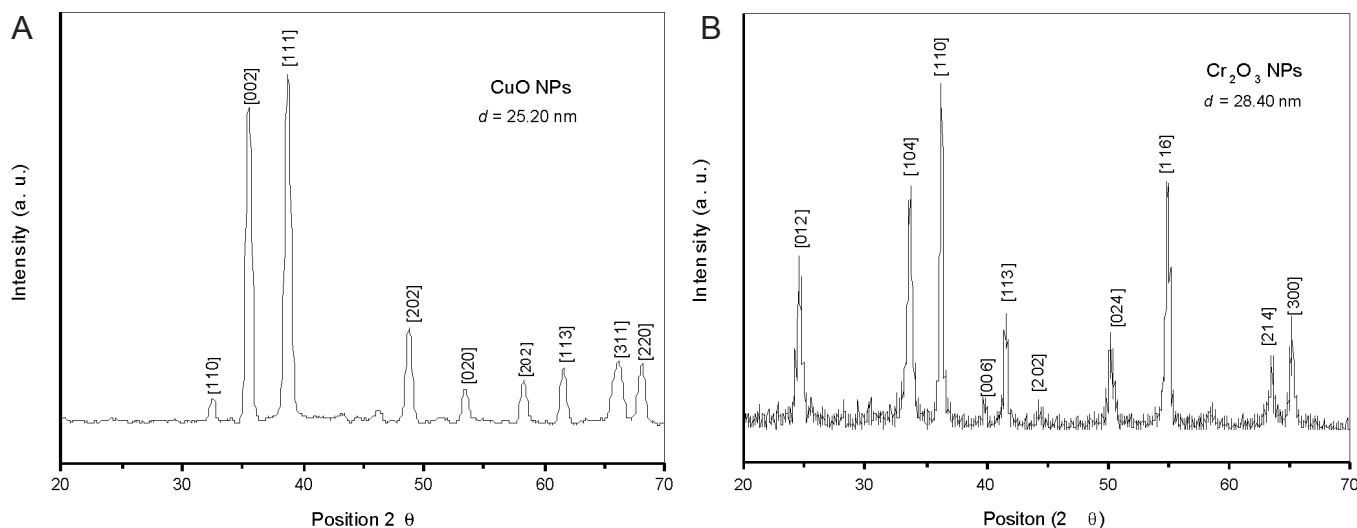 A
CuO NPs
d = 25.20 nm
[110]
[002]
[111]
[202]
[020]
[202]
[113]
[311]
[220]
Intensity (a. u.)
20 30 40 50 60 70
Position 2 θ
B
Cr₂O₃ NPs
d = 28.40 nm
[012]
[104]
[110]
[006]
[113]
[202]
[024]
[116]
[214]
[300]
Intensity (a. u.)
20 30 40 50 60 70
Positon (2 θ)